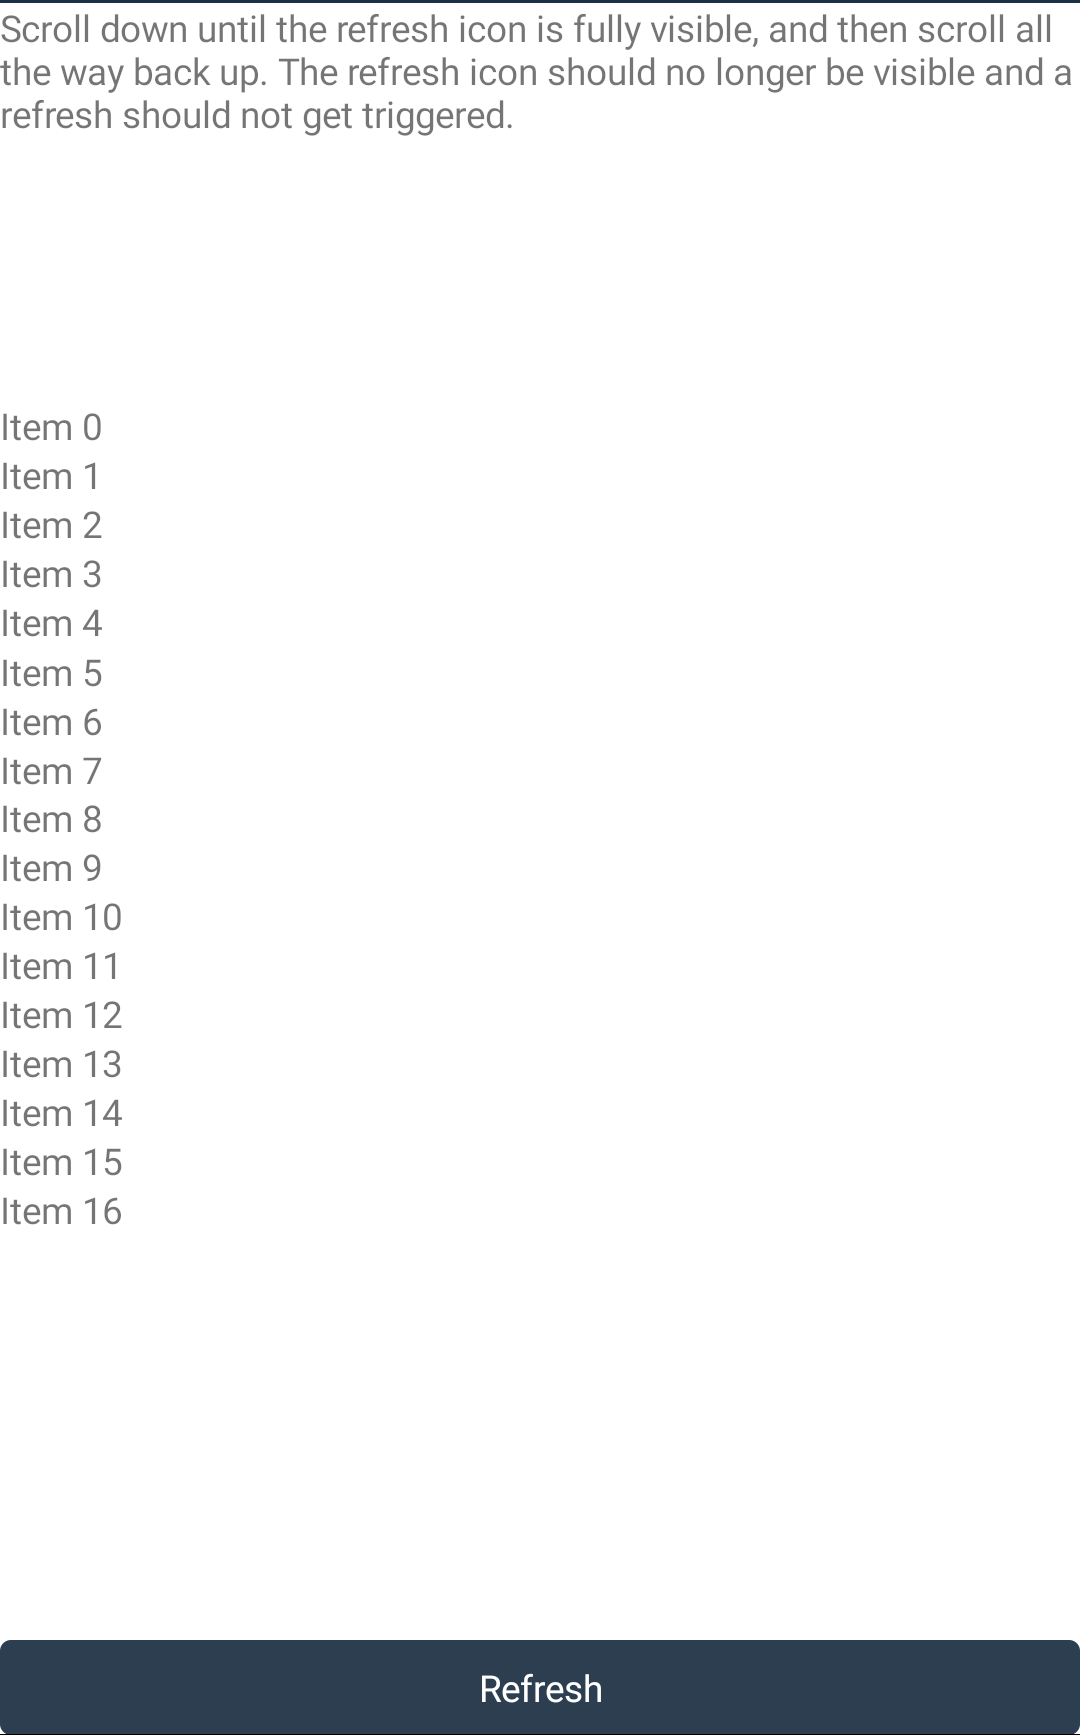 Scroll down until the refresh icon is fully visible, and then scroll all
the way back up. The refresh icon should no longer be visible and a
refresh should not get triggered.
Item 0
Item 1
Item 2
Item 3
Item 4
Item 5
Item 6
Item 7
Item 8
Item 9
Item 10
Item 11
Item 12
Item 13
Item 14
Item 15
Item 16
Refresh